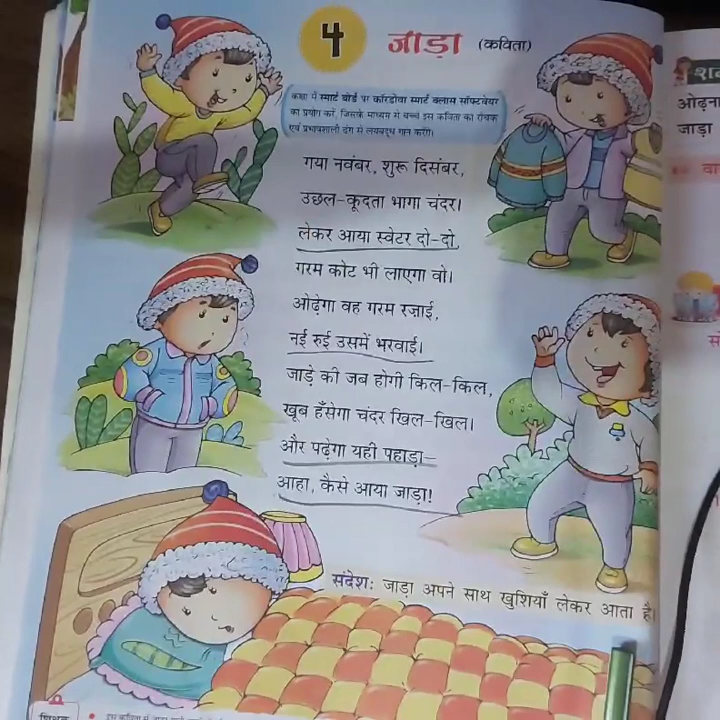 ४ जाड़ा (कविता)
कक्षा में स्मार्ट बोर्ड पर कॉरडोवा स्मार्ट क्लास सॉफ्टवेयर
का प्रयोग करें, जिसके माध्यम से बच्चे इस कविता का रोचक
एवं प्रभावशाली ढंग से लयबद्ध गान करेंगे।
गया नवंबर, शुरू दिसंबर,
उछल-कूदता भागा चंदर।
लेकर आया स्वेटर दो-दो,
गरम कोट भी लाएगा वो।
ओढ़ेगा वह गरम रज़ाई,
नई रुई उसमें भरवाई।
जाड़े की जब होगी किल-किल,
खूब हँसेगा चंदर खिल-खिल।
और पढ़ेगा यही पहाड़ा-
आहा, कैसे आया जाड़ा!
संदेश: जाड़ा अपने साथ खुशियाँ लेकर आता है।
ओढ़ना
जाड़ा